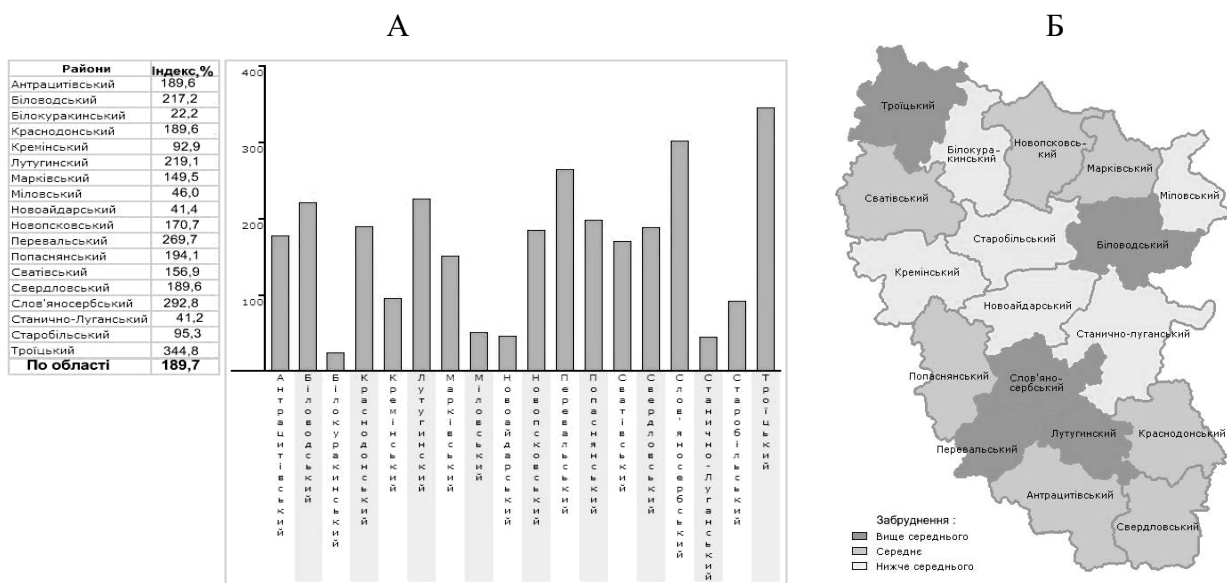 А
Б
Райони Індекс,%
Антрацитівський 189,6
Біловодський 217,2
Білокуракинський 22,2
Краснодонський 189,6
Кремінський 92,9
Лутугинский 219,1
Марківський 149,5
Міловський 46,0
Новоайдарський 41,4
Новопсковський 170,7
Перевальський 269,7
Попаснянський 194,1
Сватівський 156,9
Свердловський 189,6
Слов'яносербський 292,8
Станично-Луганський 41,2
Старобільський 95,3
Троїцький 344,8
По області 189,7
400
300
200
100
Антрацитівський
Біловодський
Білокуракинський
Краснодонський
Кремінський
Лутугинский
Марківський
Міловський
Новоайдарський
Новопсковський
Перевальський
Попаснянський
Сватівський
Свердловський
Слов'яносербський
Станично-Луганський
Старобільський
Троїцький
Троїцький
Білокура-
кинський
Новопсковсь-
кий
Марківський
Міловський
Сватівський
Старобільський
Біловодський
Кремінський
Новоайдарський
Станично-луганський
Попаснянський
Слов'яно-
сербський
Перевальський
Лутугинский
Краснодонський
Антрацитівський
Свердловський
Забруднення :
Вище середнього
Середнє
Нижче середнього